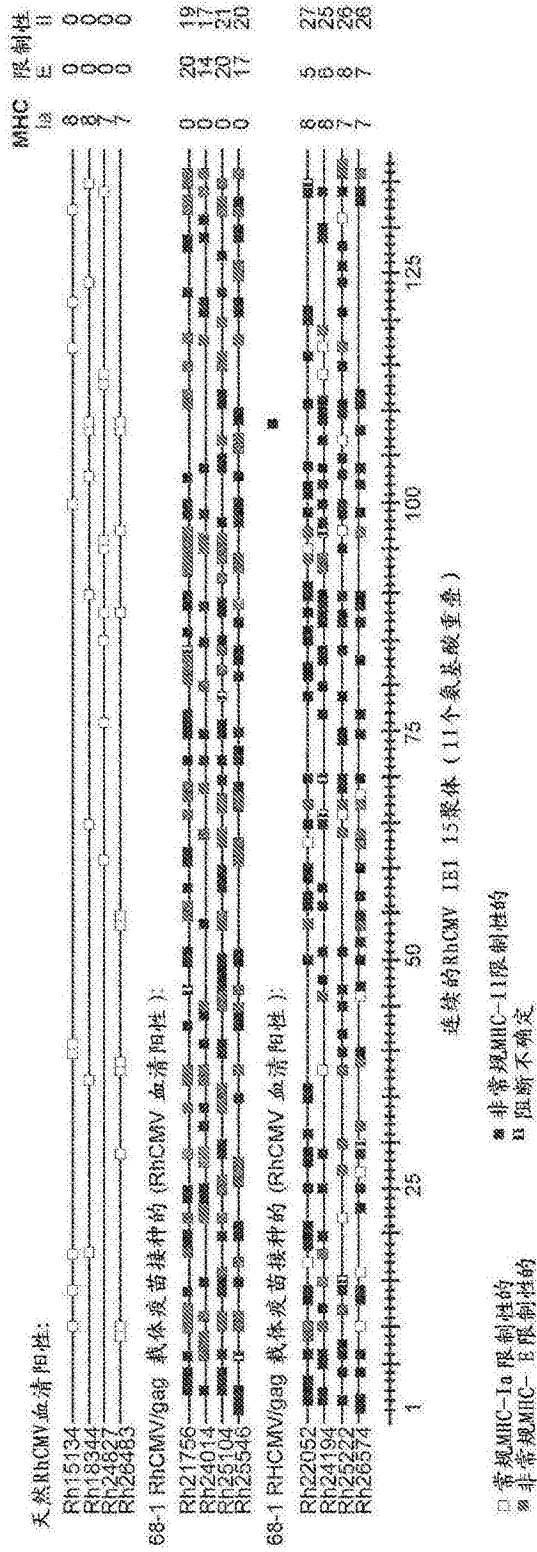 MHC 限制性
天然RhCMV血清阳性: Ia E II
Rh15134 8 0 0
Rh18344 8 0 0
Rh24827 7 0 0
Rh26483 7 0 0
68-1 RhCMV/gag 载体疫苗接种的 (RhCMV 血清阳性):
Rh21756 0 20 19
Rh24014 0 14 17
Rh25104 0 20 21
Rh25546 0 17 20
68-1 RHCMV/gag 载体疫苗接种的(RhCMV 血清阳性):
Rh22052 8 5 27
Rh24194 8 6 25
Rh25222 7 8 26
Rh26574 7 7 26
1 25 50 75 100 125
连续的RhCMV IE1 15聚体 (11个氨基酸重叠)
常规MHC-Ia 限制性的
非常规MHC-II限制性的
非常规MHC- E限制性的
阻断不确定